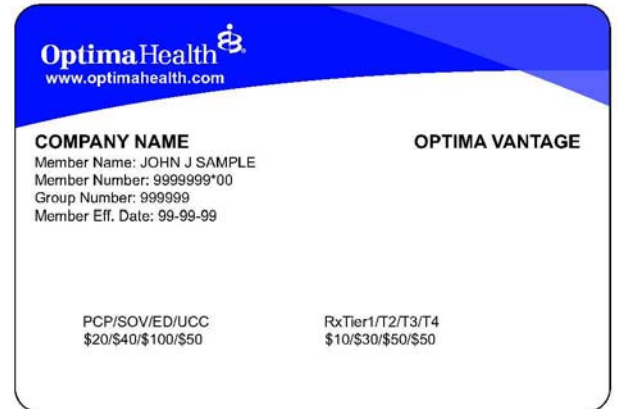 OptimaHealth
www.optimahealth.com
COMPANY NAME
OPTIMA VANTAGE
Member Name: JOHN J SAMPLE
Member Number: 9999999*00
Group Number: 999999
Member Eff. Date: 99-99-99
PCP/SOV/ED/UCC
$20/$40/$100/$50
RxTier1/T2/T3/T4
$10/$30/$50/$50